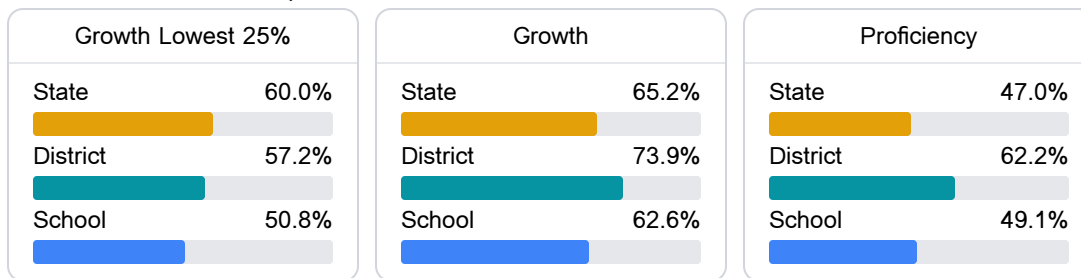 Growth Lowest 25%
State 60.0%
District 57.2%
School 50.8%
Growth
State 65.2%
District 73.9%
School 62.6%
Proficiency
State 47.0%
District 62.2%
School 49.1%